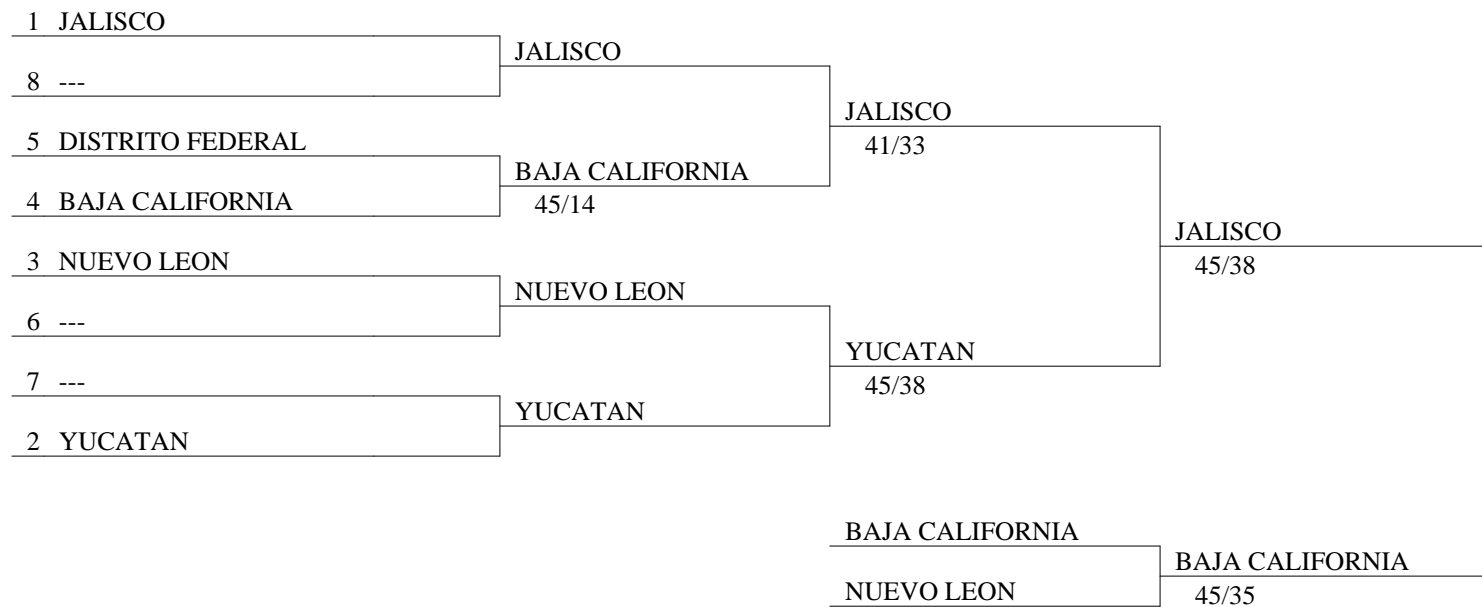 1 JALISCO
JALISCO
8 ---
JALISCO
41/33
5 DISTRITO FEDERAL
BAJA CALIFORNIA
45/14
4 BAJA CALIFORNIA
JALISCO
45/38
3 NUEVO LEON
NUEVO LEON
6 ---
YUCATAN
45/38
7 ---
YUCATAN
2 YUCATAN
BAJA CALIFORNIA
BAJA CALIFORNIA
45/35
NUEVO LEON